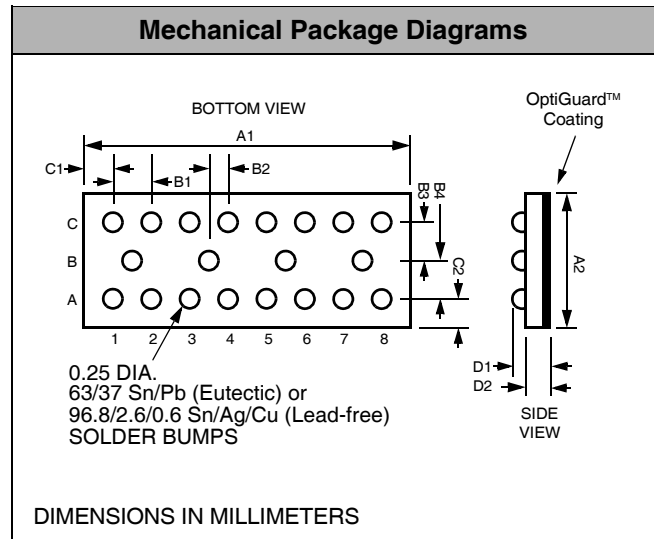 Mechanical Package Diagrams
BOTTOM VIEW
OptiGuard™
Coating
A1
C1
B1
B2
B3
B4
C2
A2
C
B
A
1 2 3 4 5 6 7 8
D1
D2
SIDE
VIEW
0.25 DIA.
63/37 Sn/Pb (Eutectic) or
96.8/2.6/0.6 Sn/Ag/Cu (Lead-free)
SOLDER BUMPS
DIMENSIONS IN MILLIMETERS